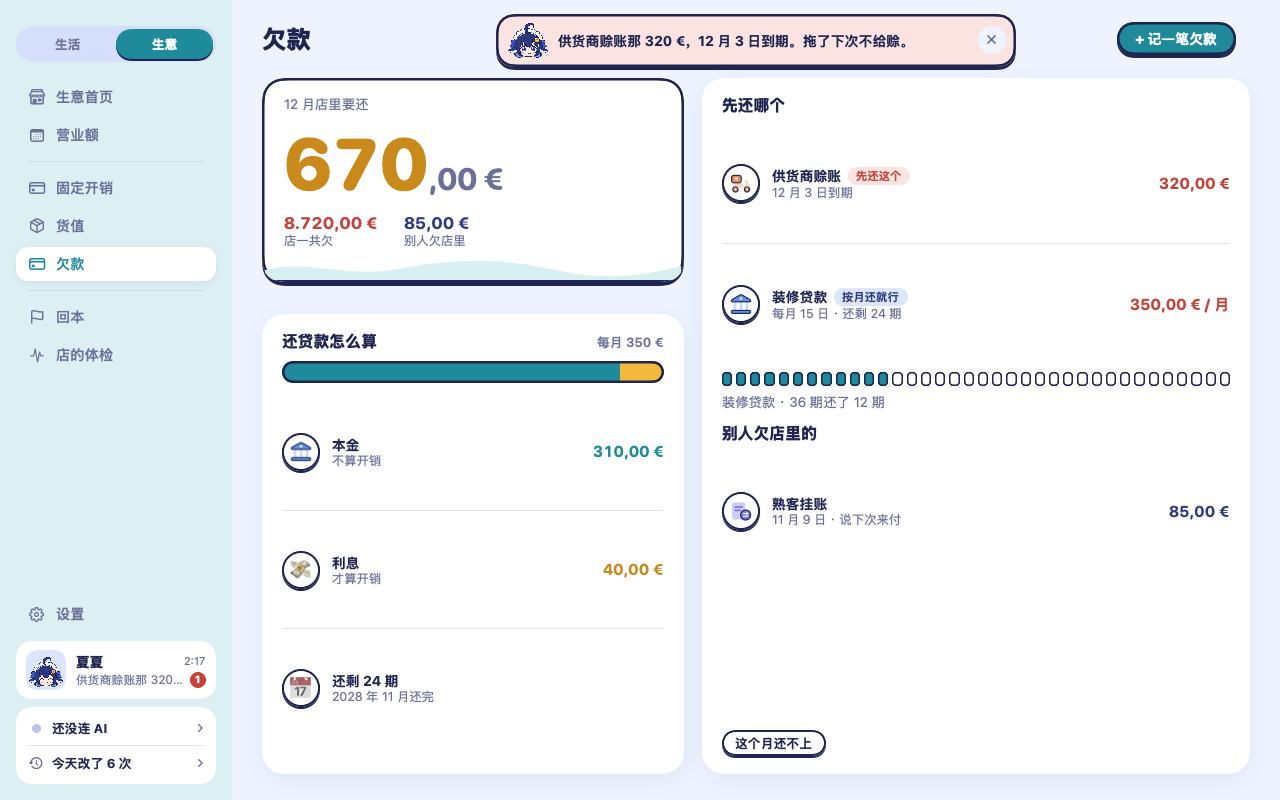 生活
生意
生意首页
营业额
固定开销
货值
欠款
回本
店的体检
设置
夏夏
2:17
供货商赊账那 320...
1
还没连 AI
今天改了 6 次
欠款
供货商赊账那 320 €，12 月 3 日到期。拖了下次不给赊。
+ 记一笔欠款
12 月店里要还
670,00 €
8.720,00 €
店一共欠
85,00 €
别人欠店里
还贷款怎么算
每月 350 €
本金
不算开销
310,00 €
利息
才算开销
40,00 €
17
还剩 24 期
2028 年 11 月还完
先还哪个
供货商赊账
先还这个
12 月 3 日到期
320,00 €
装修贷款
按月还就行
每月 15 日 · 还剩 24 期
350,00 € / 月
装修贷款 · 36 期还了 12 期
别人欠店里的
熟客挂账
11 月 9 日 · 说下次来付
85,00 €
这个月还不上